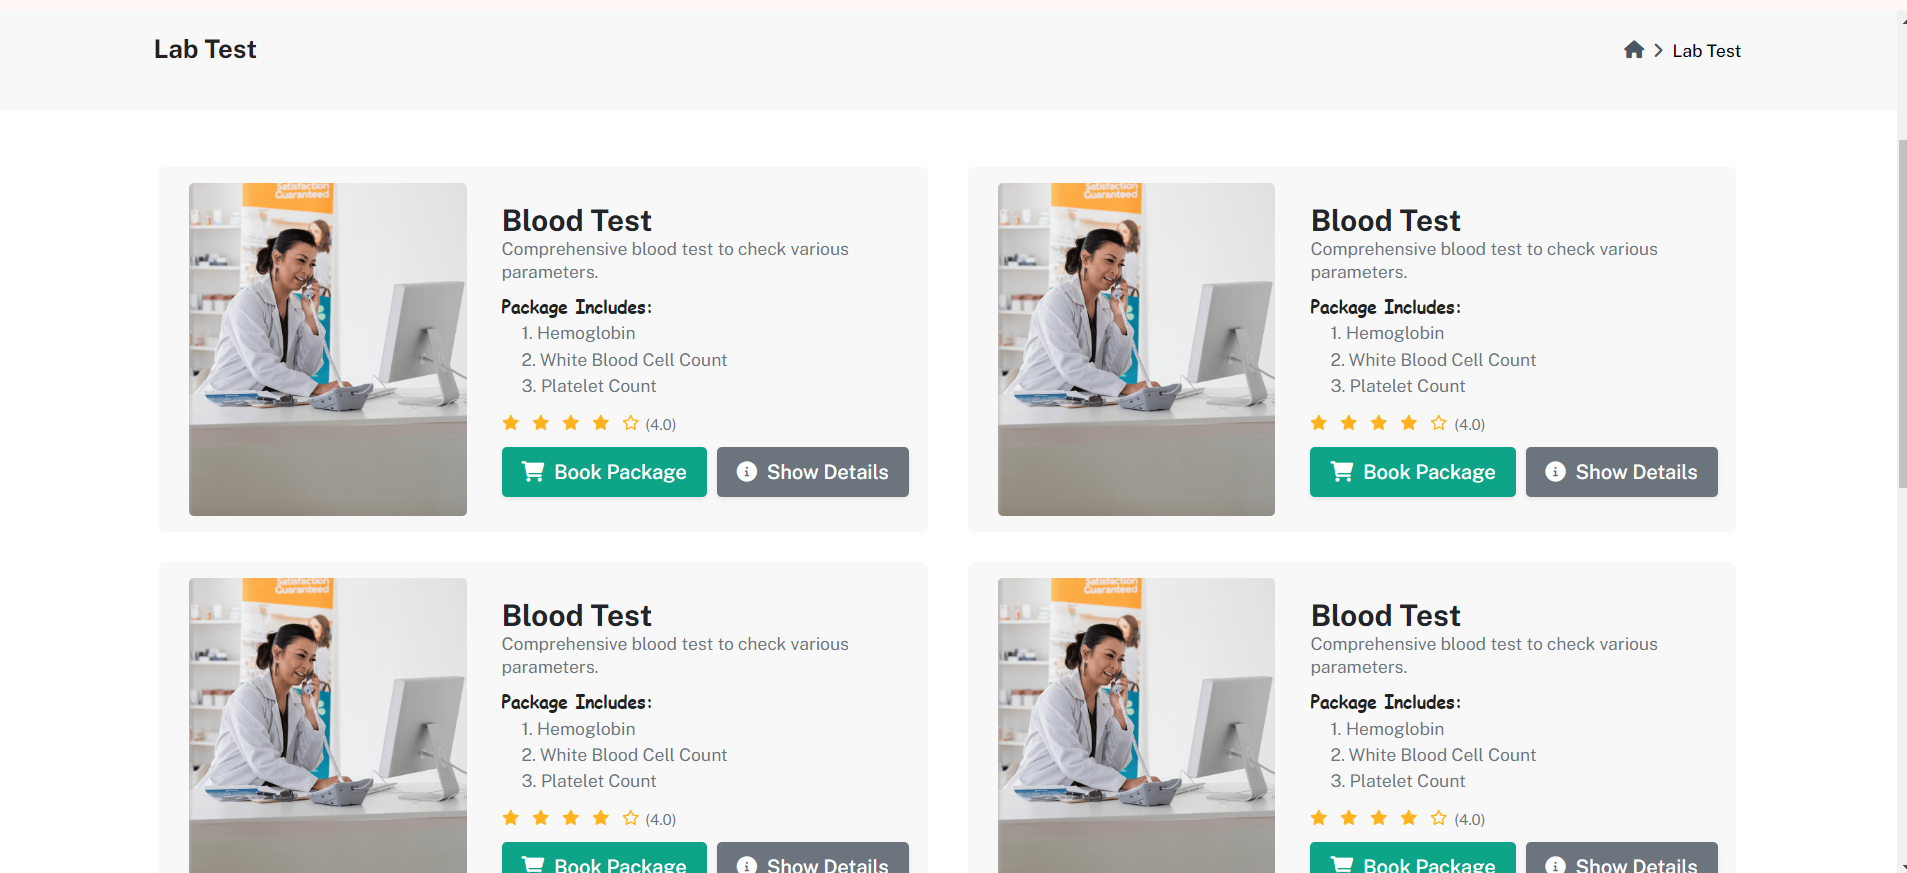 Lab Test
Lab Test
Satisfaction
Guaranteed
Blood Test
Comprehensive blood test to check various
parameters.
Package Includes:
1. Hemoglobin
2. White Blood Cell Count
3. Platelet Count
(4.0)
Book Package
Show Details
Satisfaction
Guaranteed
Blood Test
Comprehensive blood test to check various
parameters.
Package Includes:
1. Hemoglobin
2. White Blood Cell Count
3. Platelet Count
(4.0)
Book Package
Show Details
Satisfaction
Guaranteed
Blood Test
Comprehensive blood test to check various
parameters.
Package Includes:
1. Hemoglobin
2. White Blood Cell Count
3. Platelet Count
(4.0)
Book Package
Show Details
Satisfaction
Guaranteed
Blood Test
Comprehensive blood test to check various
parameters.
Package Includes:
1. Hemoglobin
2. White Blood Cell Count
3. Platelet Count
(4.0)
Book Package
Show Details